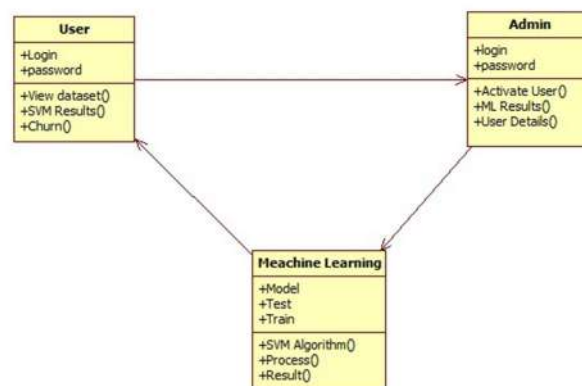 User
+Login
+password
+View dataset()
+SVM Results()
+Churn()
Admin
+login
+password
+Activate User()
+ML Results()
+User Details()
Meachine Learning
+Model
+Test
+Train
+SVM Algorithm()
+Process()
+Result()